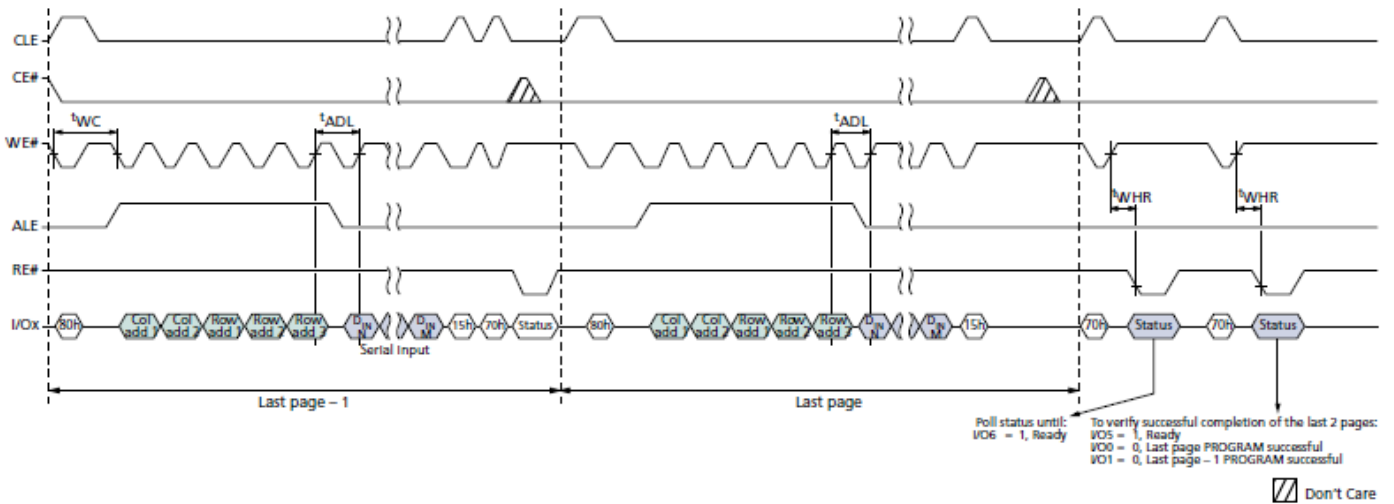 CLE
CE#
tWC
tADL
tADL
WE#
tWHR
tWHR
ALE
RE#
I/Ox
80h
Col add 1
Col add 2
Row add 1
Row add 2
Row add 3
DIN N
DIN M
15h
70h
Status
80h
Col add 1
Col add 2
Row add 1
Row add 2
Row add 3
DIN N
DIN M
15h
70h
Status
70h
Status
Serial Input
Last page – 1
Last page
Poll status until:
I/O6 = 1, Ready
To verify successful completion of the last 2 pages:
I/O5 = 1, Ready
I/O0 = 0, Last page PROGRAM successful
I/O1 = 0, Last page – 1 PROGRAM successful
Don't Care